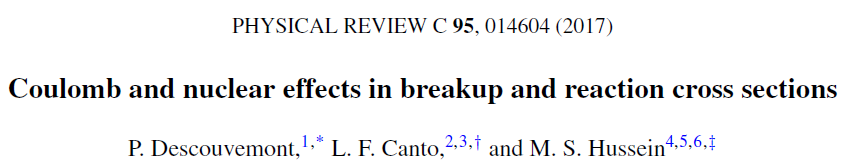 PHYSICAL REVIEW C 95, 014604 (2017)
Coulomb and nuclear effects in breakup and reaction cross sections
P. Descouvemont,1,* L. F. Canto,2,3,† and M. S. Hussein4,5,6,‡